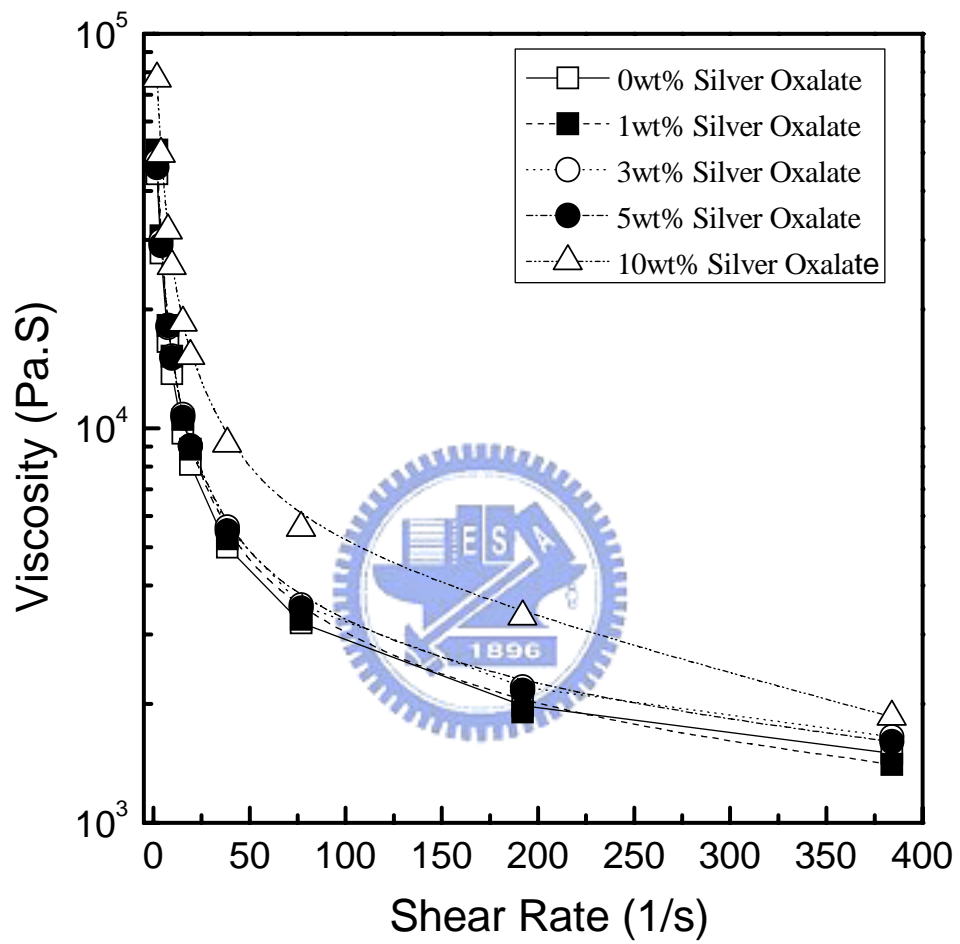 10^5
0wt% Silver Oxalate
1wt% Silver Oxalate
3wt% Silver Oxalate
5wt% Silver Oxalate
10wt% Silver Oxalate
Viscosity (Pa.S)
10^4
E S A
1896
10^3
0 50 100 150 200 250 300 350 400
Shear Rate (1/s)